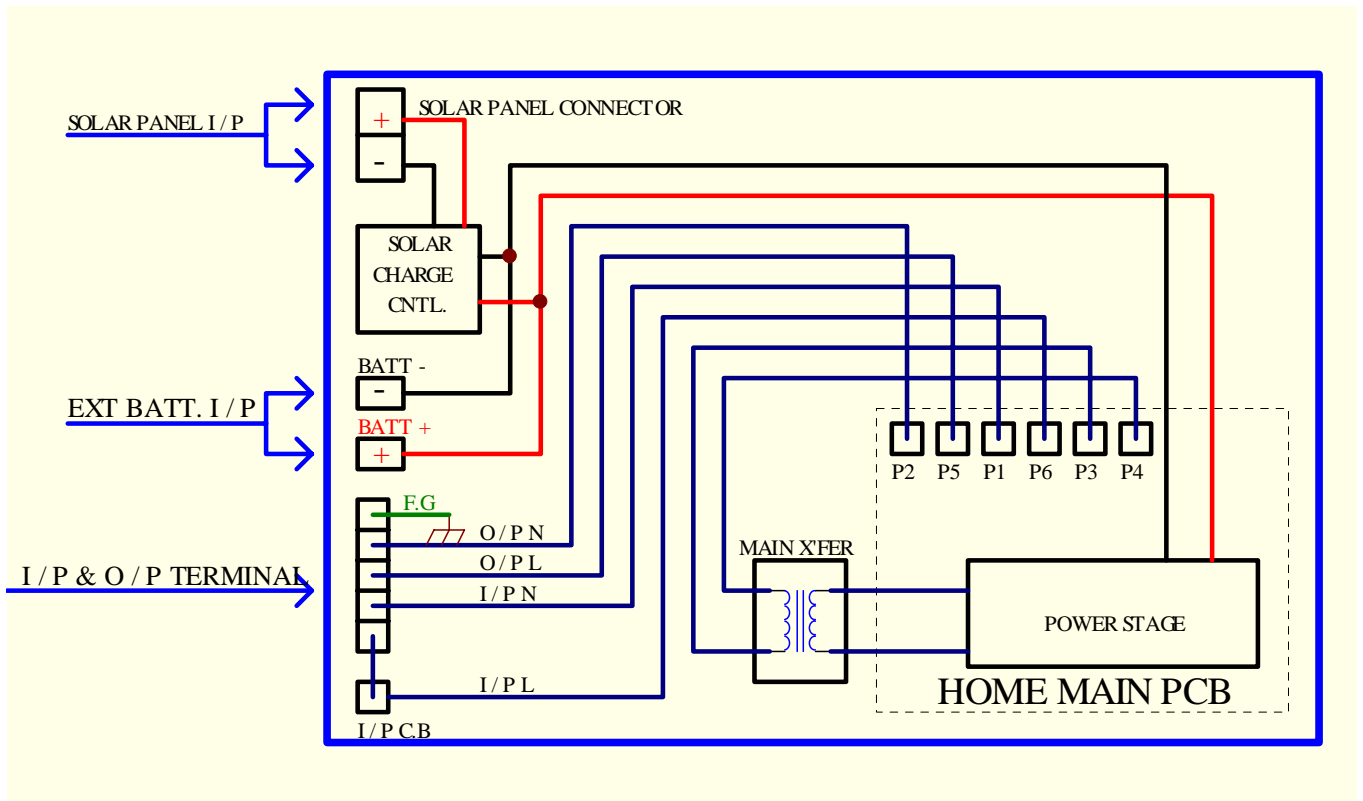 SOLAR PANEL I / P
SOLAR PANEL CONNECTOR
+
-
SOLAR
CHARGE
CNTL.
BATT -
-
EXT BATT. I / P
BATT +
+
F.G
O / P N
O / P L
I / P & O / P TERMINAL
I / P N
I / P L
I / P C.B
P2 P5 P1 P6 P3 P4
MAIN X'FER
POWER STAGE
HOME MAIN PCB